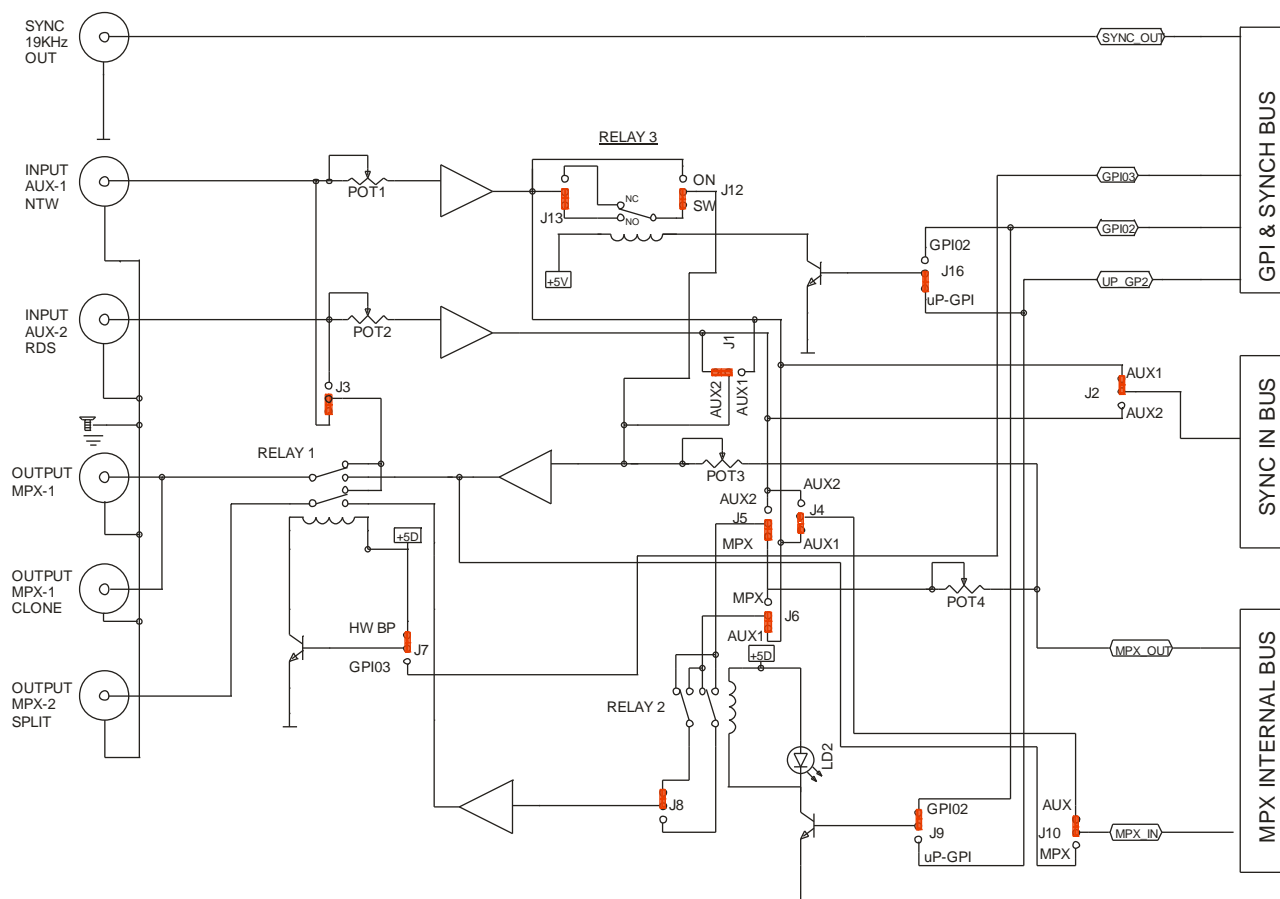 SYNC
19KHz
OUT
SYNC_OUT
GPI & SYNCH BUS
RELAY 3
INPUT
AUX-1
NTW
POT1
ON
J12
SW
NC
NO
J13
GPI03
GPI02
GPI02
J16
uP-GPI
UP_GP2
+5V
INPUT
AUX-2
RDS
POT2
J1
AUX2
AUX1
J3
AUX1
J2
AUX2
SYNC IN BUS
RELAY 1
OUTPUT
MPX-1
POT3
AUX2
AUX2
J5
J4
MPX
AUX1
+5D
OUTPUT
MPX-1
CLONE
MPX
J6
AUX1
POT4
HW BP
J7
GPI03
+5D
MPX_OUT
MPX INTERNAL BUS
OUTPUT
MPX-2
SPLIT
RELAY 2
LD2
J8
GPI02
J9
uP-GPI
AUX
J10
MPX
MPX_IN